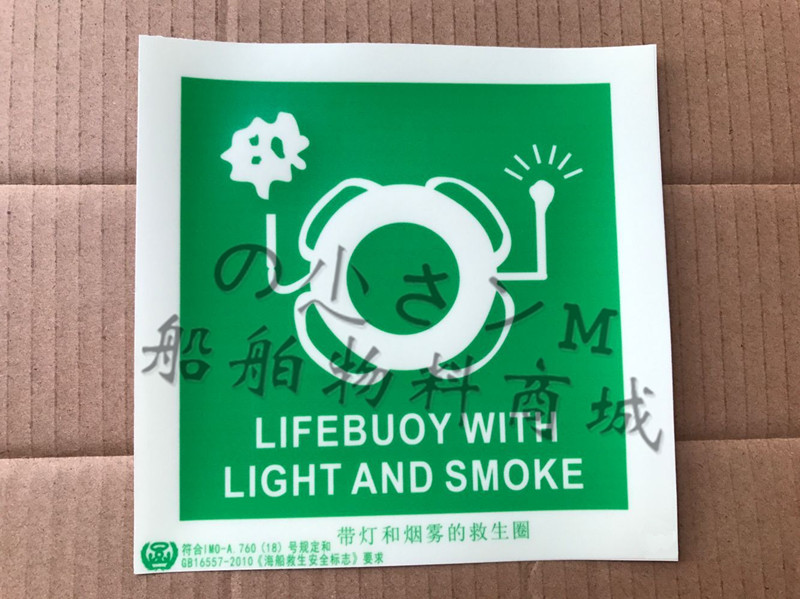 の心さンM
船舶物料商城
LIFEBUOY WITH
LIGHT AND SMOKE
带灯和烟雾的救生圈
符合IMO-A.760(18)号规定和
GB16557-2010《海船救生安全标志》要求